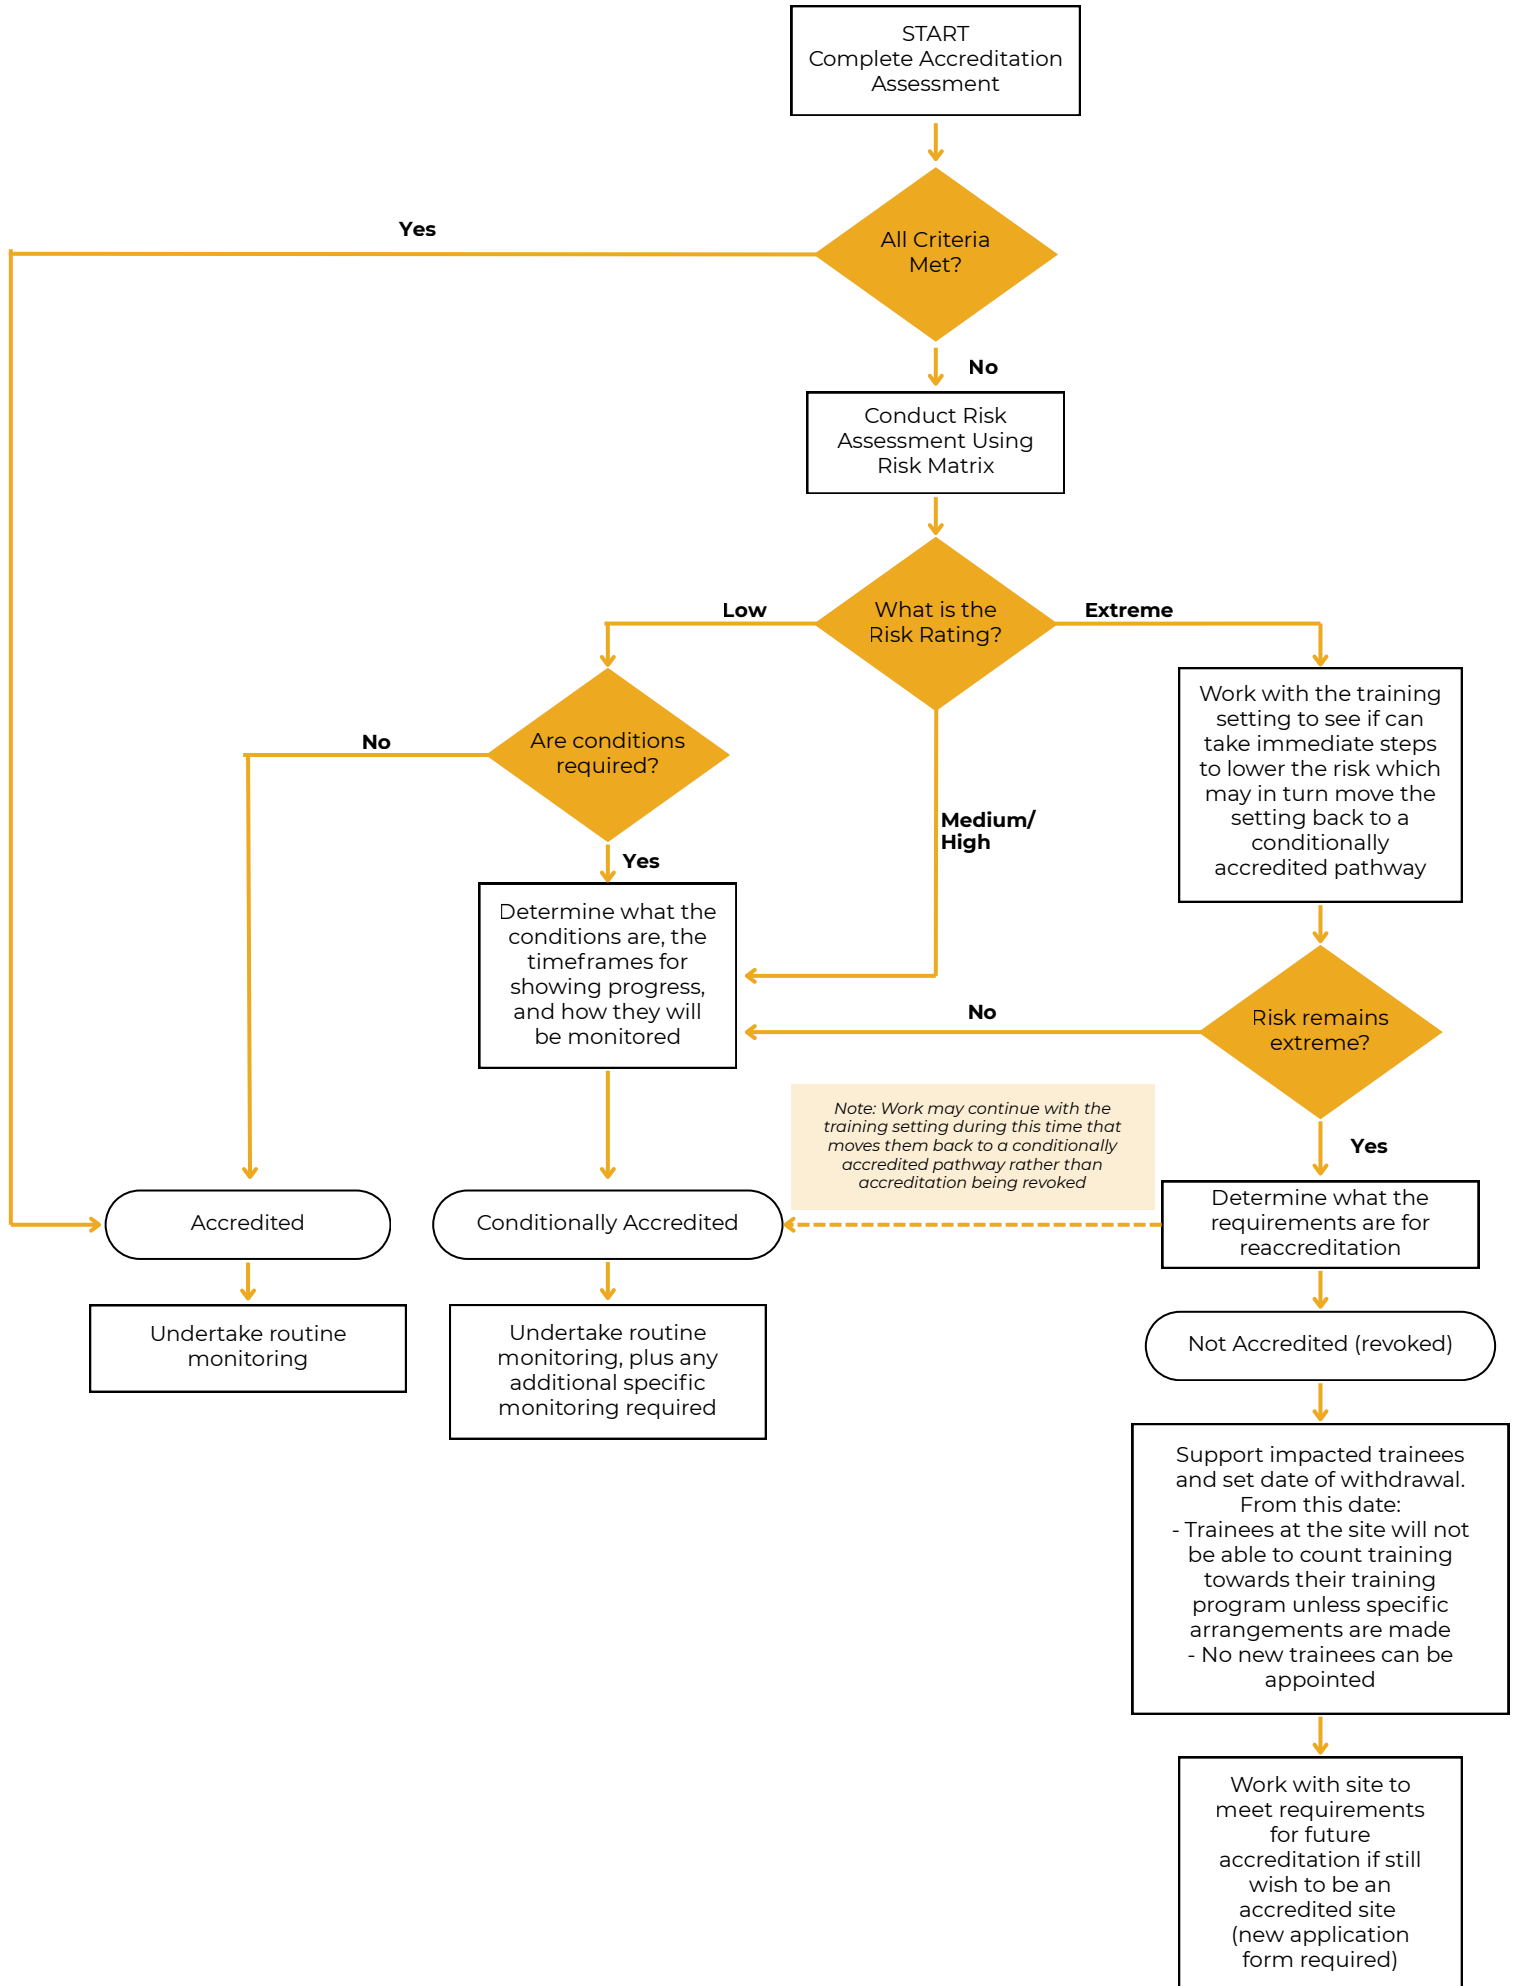 START
Complete Accreditation
Assessment
Yes
All Criteria
Met?
No
Conduct Risk
Assessment Using
Risk Matrix
Low
What is the
Risk Rating?
Extreme
Work with the training
setting to see if can
take immediate steps
to lower the risk which
may in turn move the
setting back to a
conditionally
accredited pathway
No
Are conditions
required?
Medium/
High
Yes
Determine what the
conditions are, the
timeframes for
showing progress,
and how they will
be monitored
No
Risk remains
extreme?
Note: Work may continue with the
training setting during this time that
moves them back to a conditionally
accredited pathway rather than
accreditation being revoked
Yes
Accredited
Conditionally Accredited
Determine what the
requirements are for
reaccreditation
Undertake routine
monitoring
Undertake routine
monitoring, plus any
additional specific
monitoring required
Not Accredited (revoked)
Support impacted trainees
and set date of withdrawal.
From this date:
- Trainees at the site will not
be able to count training
towards their training
program unless specific
arrangements are made
- No new trainees can be
appointed
Work with site to
meet requirements
for future
accreditation if still
wish to be an
accredited site
(new application
form required)